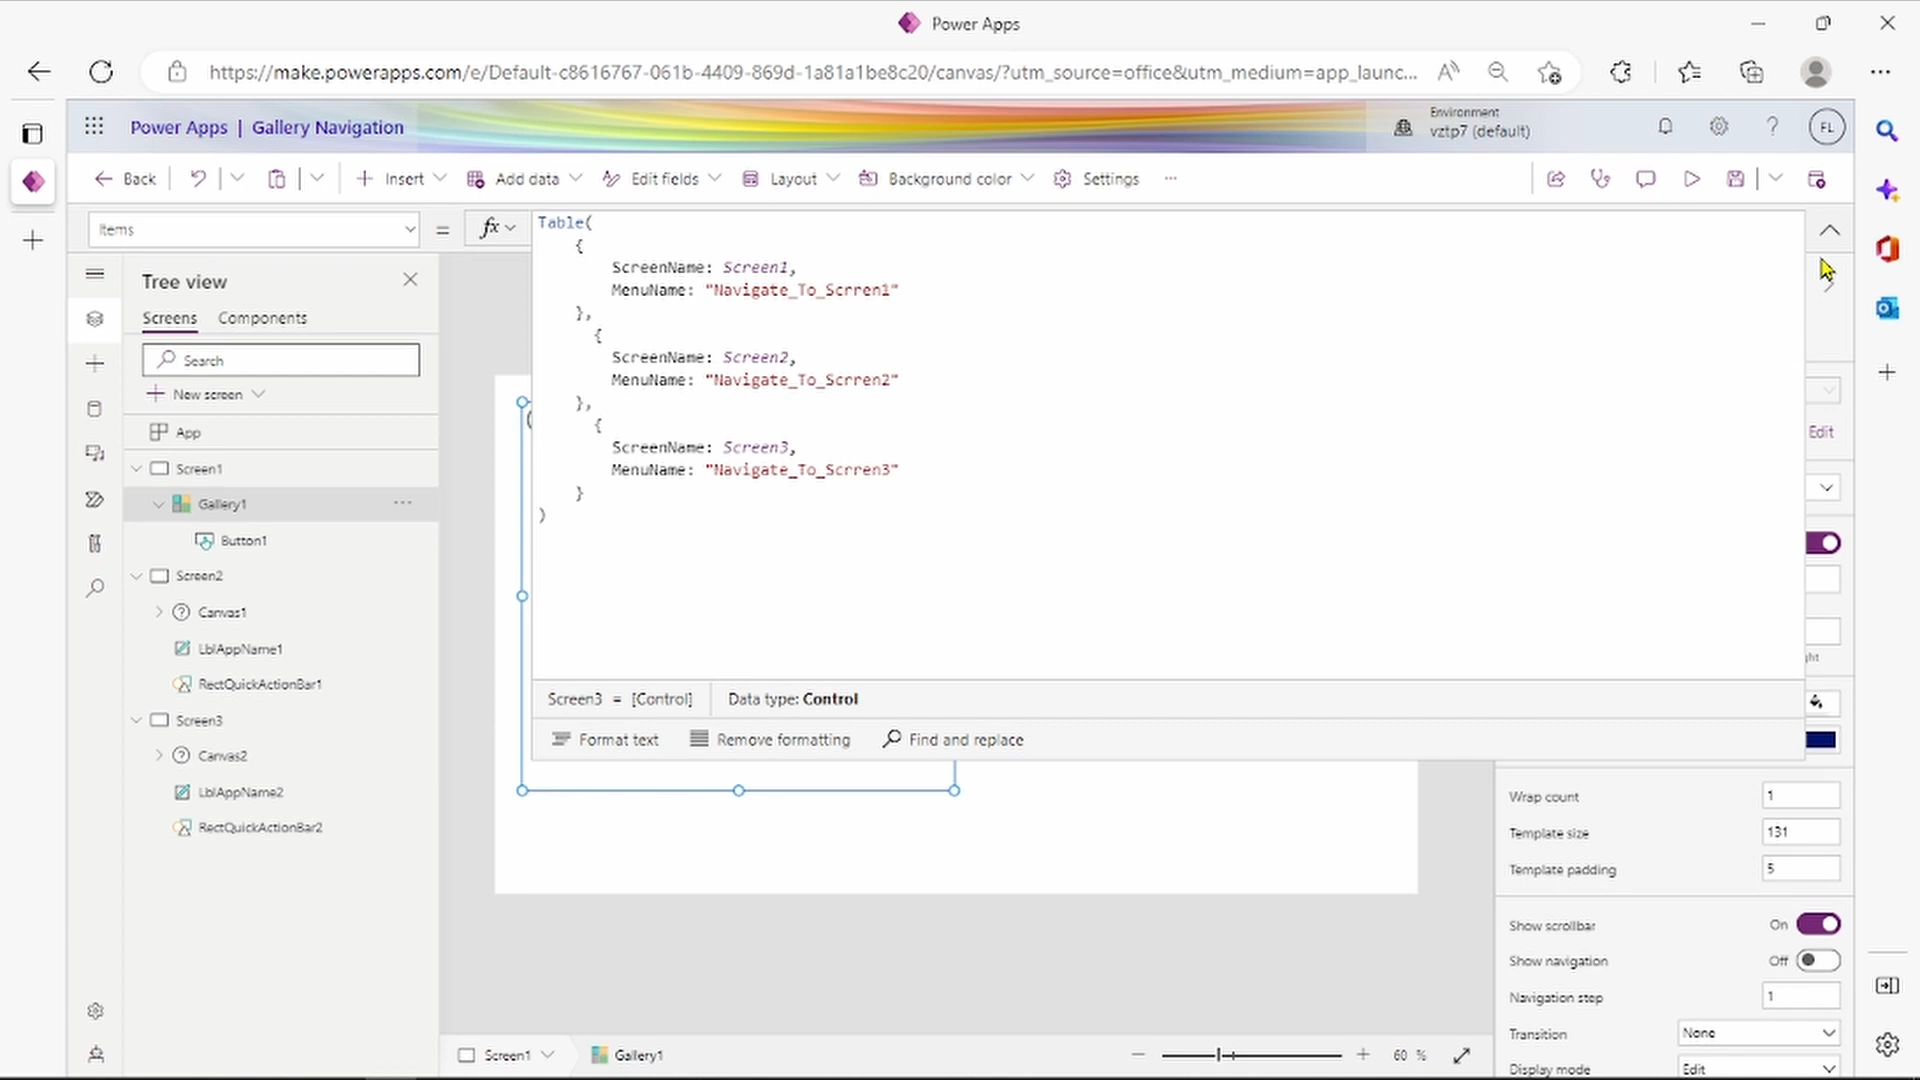 Power Apps
https://make.powerapps.com/e/Default-c8616767-061b-4409-869d-1a81a1be8c20/canvas/?utm_source=office&utm_medium=app_launc...
Power Apps | Gallery Navigation
Environment
vztp7 (default)
FL
Back
Insert
Add data
Edit fields
Layout
Background color
Settings
Items
=
fx
Table(
{
ScreenName: Screen1,
MenuName: "Navigate_To_Scrren1"
},
{
ScreenName: Screen2,
MenuName: "Navigate_To_Scrren2"
},
{
ScreenName: Screen3,
MenuName: "Navigate_To_Scrren3"
}
)
Screen3 = [Control]
Data type: Control
Format text
Remove formatting
Find and replace
Tree view
Screens
Components
Search
New screen
App
Screen1
Gallery1
Button1
Screen2
Canvas1
LblAppName1
RectQuickActionBar1
Screen3
Canvas2
LblAppName2
RectQuickActionBar2
Edit
Wrap count
1
Template size
131
Template padding
5
Show scrollbar
On
Show navigation
Off
Navigation step
1
Transition
None
Display mode
Edit
Screen1
Gallery1
60 %